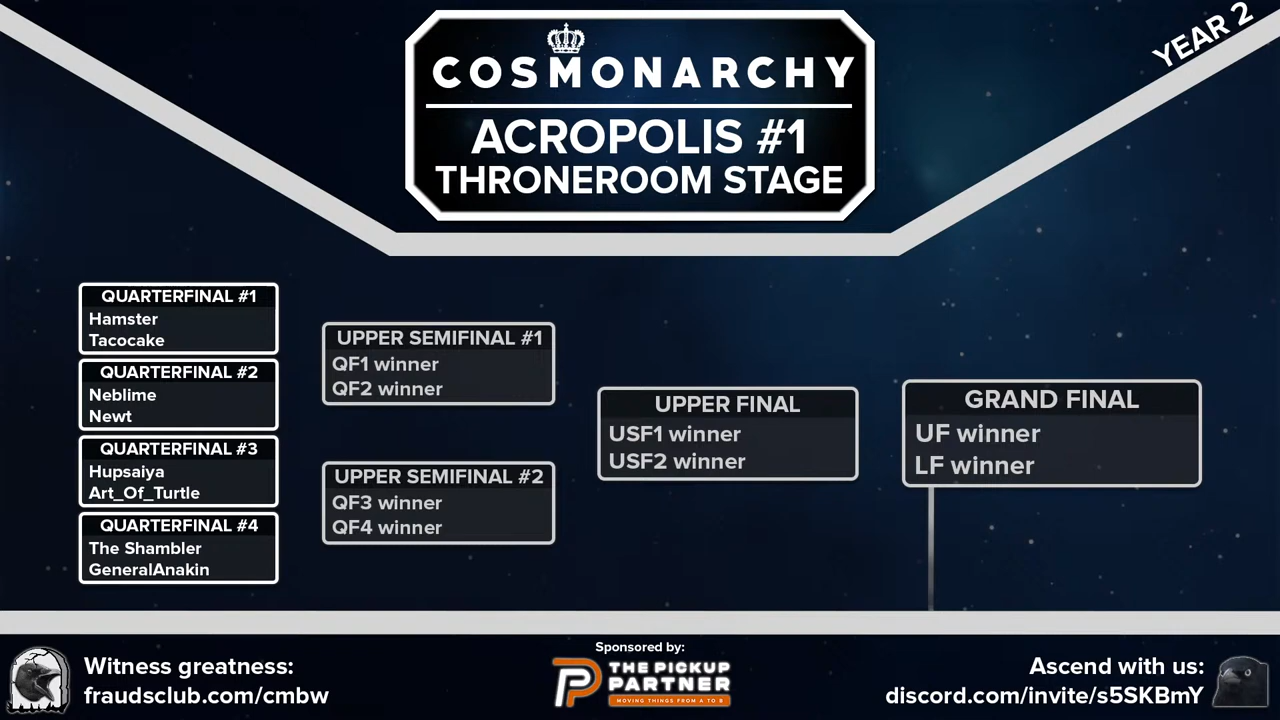 YEAR 2
COSMONARCHY
ACROPOLIS #1
THRONEROOM STAGE
QUARTERFINAL #1
Hamster
Tacocake
QUARTERFINAL #2
Neblime
Newt
QUARTERFINAL #3
Hupsaiya
Art_Of_Turtle
QUARTERFINAL #4
The Shambler
GeneralAnakin
UPPER SEMIFINAL #1
QF1 winner
QF2 winner
UPPER SEMIFINAL #2
QF3 winner
QF4 winner
UPPER FINAL
USF1 winner
USF2 winner
GRAND FINAL
UF winner
LF winner
Witness greatness:
fraudsclub.com/cmbw
Sponsored by:
THE PICKUP
PARTNER
MOVING THINGS FROM A TO B
Ascend with us:
discord.com/invite/s5SKBmY